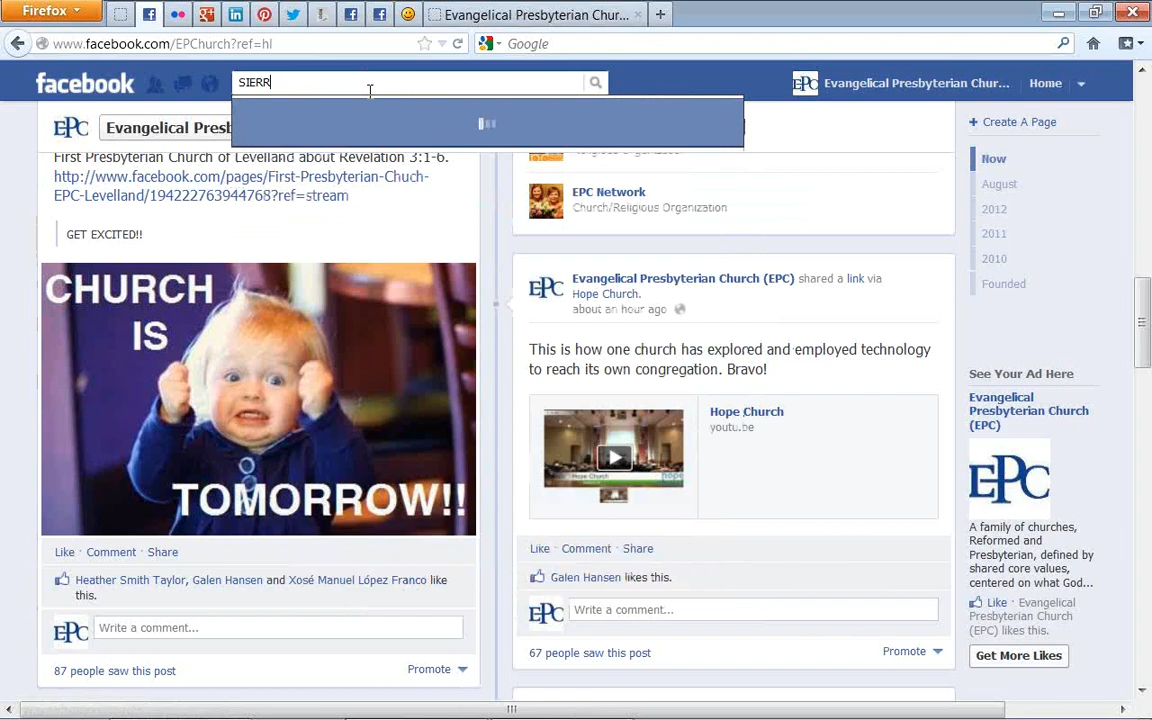 Firefox
Evangelical Presbyterian Chur...
www.facebook.com/EPChurch?ref=hl
Google
facebook
SIERR
EPC
Evangelical Presbyterian Chur...
Home
EPC
Evangelical Presb
First Presbyterian Church of Levelland about Revelation 3:1-6.
http://www.facebook.com/pages/First-Presbyterian-Chuch-
EPC-Levelland/194222763944768?ref=stream
GET EXCITED!!
CHURCH
IS
TOMORROW!!
Like · Comment · Share
Heather Smith Taylor, Galen Hansen and Xosé Manuel López Franco like
this.
EPC
Write a comment...
87 people saw this post
Promote
EPC Network
Church/Religious Organization
EPC
Evangelical Presbyterian Church (EPC) shared a link via
Hope Church.
about an hour ago
This is how one church has explored and employed technology
to reach its own congregation. Bravo!
Hope Church
youtu.be
Like · Comment · Share
Galen Hansen likes this.
EPC
Write a comment...
67 people saw this post
Promote
+ Create A Page
Now
August
2012
2011
2010
Founded
See Your Ad Here
Evangelical
Presbyterian Church
(EPC)
EPC
A family of churches,
Reformed and
Presbyterian, defined by
shared core values,
centered on what God...
Like · Evangelical
Presbyterian Church
(EPC) likes this.
Get More Likes